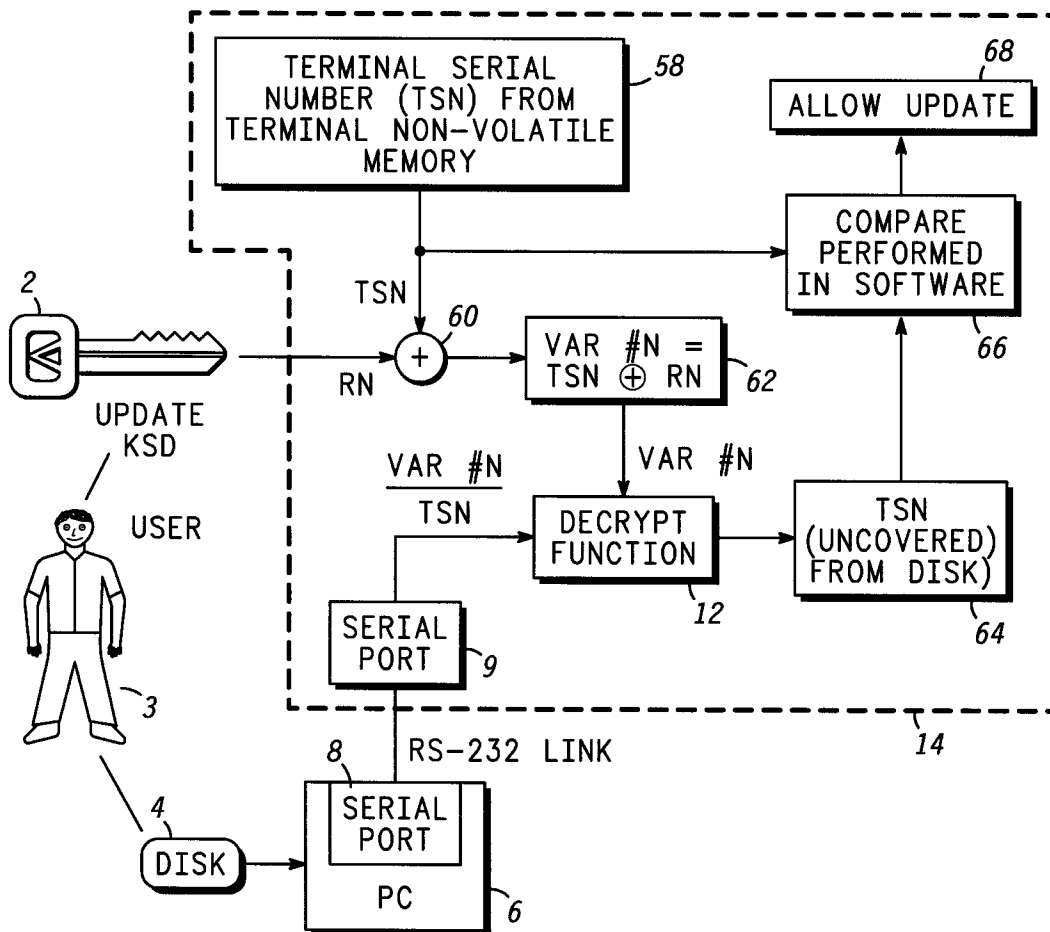 TERMINAL SERIAL
NUMBER (TSN) FROM
TERMINAL NON-VOLATILE
MEMORY
58
68
ALLOW UPDATE
COMPARE
PERFORMED
IN SOFTWARE
66
2
TSN
60
+
RN
VAR #N =
TSN ⊕ RN
62
UPDATE
KSD
VAR #N
VAR #N
TSN
USER
DECRYPT
FUNCTION
12
TSN
(UNCOVERED)
FROM DISK)
64
SERIAL
PORT
9
3
14
RS-232 LINK
8
SERIAL
PORT
4
DISK
PC
6